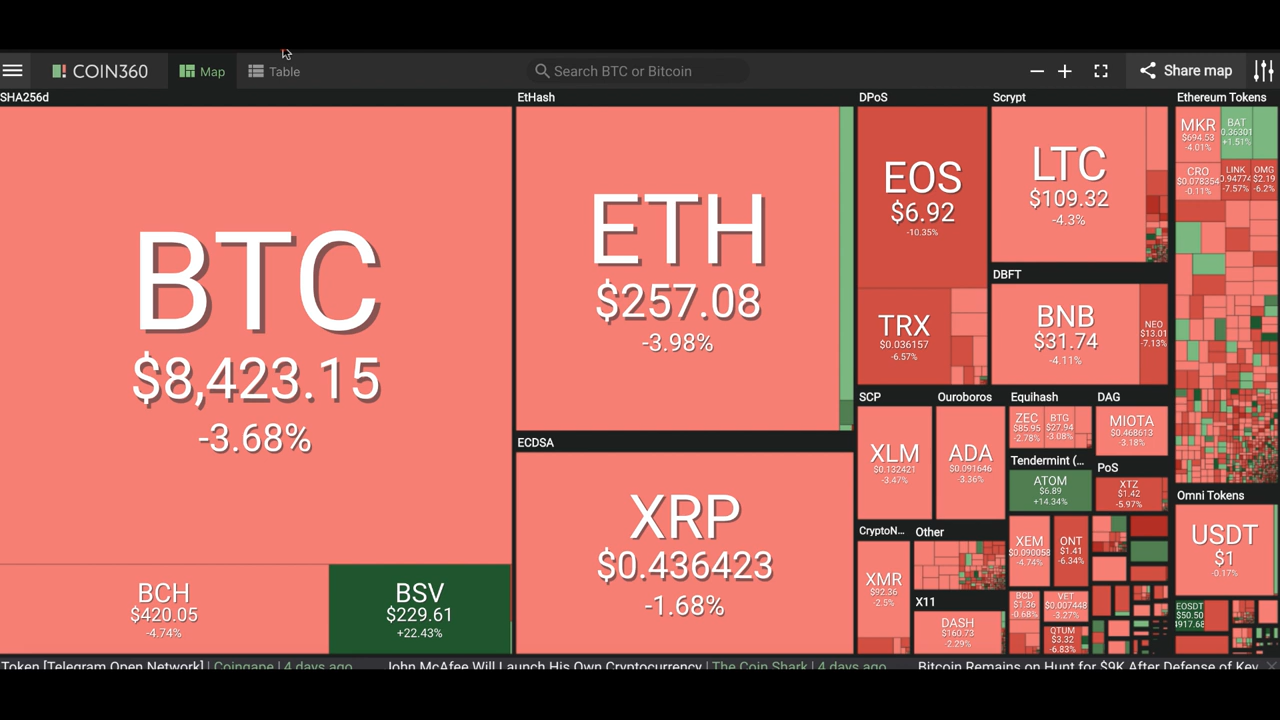 COIN360
Map
Table
Search BTC or Bitcoin
Share map
SHA256d
BTC
$8,423.15
-3.68%
BCH
$420.05
-4.74%
BSV
$229.61
+22.43%
EtHash
ETH
$257.08
-3.98%
ECDSA
XRP
$0.436423
-1.68%
DPoS
EOS
$6.92
-10.35%
TRX
$0.036157
-6.57%
Scrypt
LTC
$109.32
-4.3%
DBFT
BNB
$31.74
-4.11%
NEO
$13.01
-7.13%
Ethereum Tokens
MKR
$694.53
-4.01%
BAT
0.36301
+1.51%
CRO
$0.078354
-0.11%
LINK
0.94774
-7.57%
OMG
$2.19
-6.2%
SCP
XLM
$0.132421
-3.47%
Ouroboros
ADA
$0.091646
-3.36%
Equihash
ZEC
$85.95
-2.78%
BTG
$27.94
-3.08%
DAG
MIOTA
$0.468613
-3.18%
Tendermint (...
ATOM
$6.89
+14.34%
PoS
XTZ
$1.42
-5.97%
Omni Tokens
USDT
$1
-0.17%
CryptoN...
XMR
$92.36
-2.5%
Other
X11
DASH
$160.73
-2.29%
XEM
$0.090058
-4.74%
ONT
$1.41
-6.34%
BCD
$1.36
-0.68%
VET
$0.007448
-3.27%
QTUM
$3.32
-6.83%
EOSDT
$50.50
4917.68
Token [Telegram Open Network] | Coingape | 4 days ago
John McAfee Will Launch His Own Cryptocurrency | The Coin Shark | 4 days ago
Bitcoin Remains on Hunt for $9K After Defense of Key